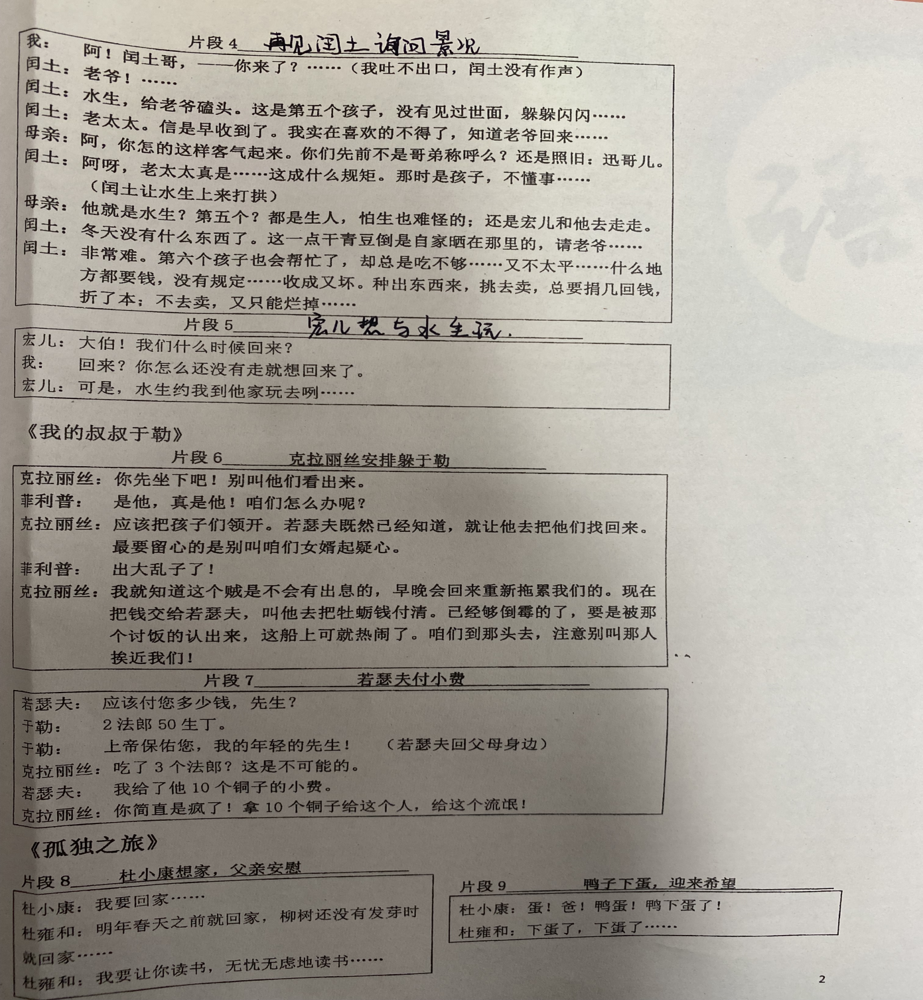 片段4 再见闰土询问景况
我： 阿！闰土哥，——你来了？……（我吐不出口，闰土没有作声）
闰土：老爷！……
闰土：水生，给老爷磕头。这是第五个孩子，没有见过世面，躲躲闪闪……
闰土：老太太。信是早收到了。我实在喜欢的不得了，知道老爷回来……
母亲：阿，你怎的这样客气起来。你们先前不是哥弟称呼么？还是照旧：迅哥儿。
闰土：阿呀，老太太真是……这成什么规矩。那时是孩子，不懂事……
（闰土让水生上来打拱）
母亲：他就是水生？第五个？都是生人，怕生也难怪的；还是宏儿和他去走走。
闰土：冬天没有什么东西了。这一点干青豆倒是自家晒在那里的，请老爷……
闰土：非常难。第六个孩子也会帮忙了，却总是吃不够……又不太平……什么地
方都要钱，没有规定……收成又坏。种出东西来，挑去卖，总要捐几回钱，
折了本；不去卖，又只能烂掉……
片段5 宏儿想与水生玩.
宏儿：大伯！我们什么时候回来？
我： 回来？你怎么还没有走就想回来了。
宏儿：可是，水生约我到他家玩去咧……
《我的叔叔于勒》
片段6 克拉丽丝安排躲于勒
克拉丽丝：你先坐下吧！别叫他们看出来。
菲利普： 是他，真是他！咱们怎么办呢？
克拉丽丝：应该把孩子们领开。若瑟夫既然已经知道，就让他去把他们找回来。
最要留心的是别叫咱们女婿起疑心。
菲利普： 出大乱子了！
克拉丽丝：我就知道这个贼是不会有出息的，早晚会回来重新拖累我们的。现在
把钱交给若瑟夫，叫他去把牡蛎钱付清。已经够倒霉的了，要是被那
个讨饭的认出来，这船上可就热闹了。咱们到那头去，注意别叫那人
挨近我们！
片段7 若瑟夫付小费
若瑟夫： 应该付您多少钱，先生？
于勒： 2法郎50生丁。
于勒： 上帝保佑您，我的年轻的先生！ （若瑟夫回父母身边）
克拉丽丝：吃了3个法郎？这是不可能的。
若瑟夫： 我给了他10个铜子的小费。
克拉丽丝：你简直是疯了！拿10个铜子给这个人，给这个流氓！
《孤独之旅》
片段8 杜小康想家，父亲安慰
杜小康：我要回家……
杜雍和：明年春天之前就回家，柳树还没有发芽时
就回家……
杜雍和：我要让你读书，无忧无虑地读书……
片段9 鸭子下蛋，迎来希望
杜小康：蛋！爸！鸭蛋！鸭下蛋了！
杜雍和：下蛋了，下蛋了……
2